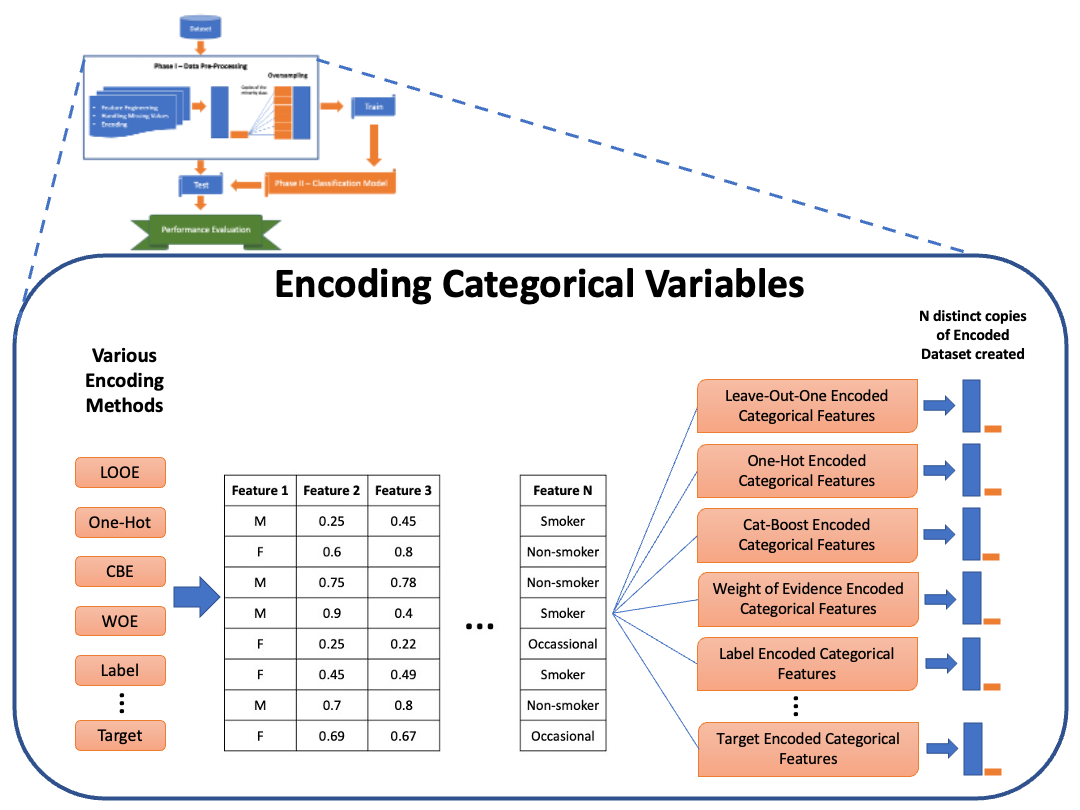 Dataset
Phase I – Data Pre-Processing
Oversampling
Copies of the
minority class
• Feature Engineering
• Handling Missing Values
• Encoding
Train
Test
Phase II – Classification Model
Performance Evaluation
Encoding Categorical Variables
N distinct copies
of Encoded
Dataset created
Various
Encoding
Methods
LOOE
One-Hot
CBE
WOE
Label
⋮
Target
Feature 1 Feature 2 Feature 3
M 0.25 0.45
F 0.6 0.8
M 0.75 0.78
M 0.9 0.4
F 0.25 0.22
F 0.45 0.49
M 0.7 0.8
F 0.69 0.67
...
Feature N
Smoker
Non-smoker
Non-smoker
Smoker
Occassional
Smoker
Non-smoker
Occasional
Leave-Out-One Encoded
Categorical Features
One-Hot Encoded
Categorical Features
Cat-Boost Encoded
Categorical Features
Weight of Evidence Encoded
Categorical Features
Label Encoded Categorical
Features
⋮
Target Encoded Categorical
Features